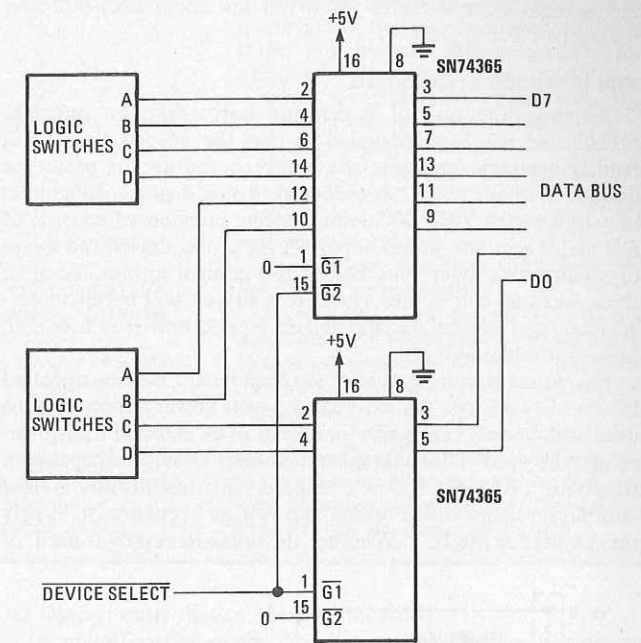 +5V
16
8
SN74365
LOGIC
SWITCHES
A
B
C
D
2
4
6
14
12
10
1
15
G1
G2
0
3
5
7
13
11
9
D7
DATA BUS
D0
+5V
16
8
LOGIC
SWITCHES
A
B
C
D
2
4
3
5
SN74365
DEVICE SELECT
1
15
G1
G2
0